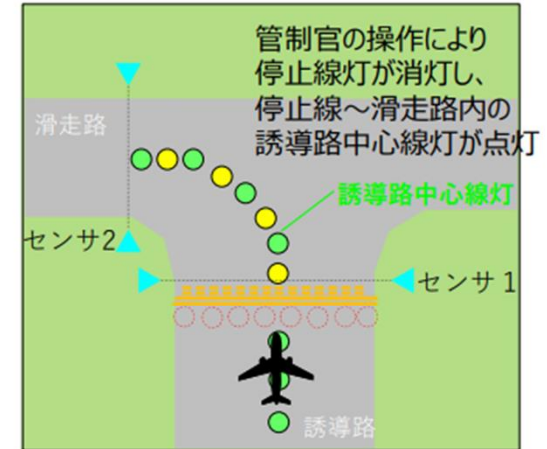 管制官の操作により
停止線灯が消灯し、
停止線～滑走路内の
誘導路中心線灯が点灯
滑走路
誘導路中心線灯
センサ2
センサ1
誘導路